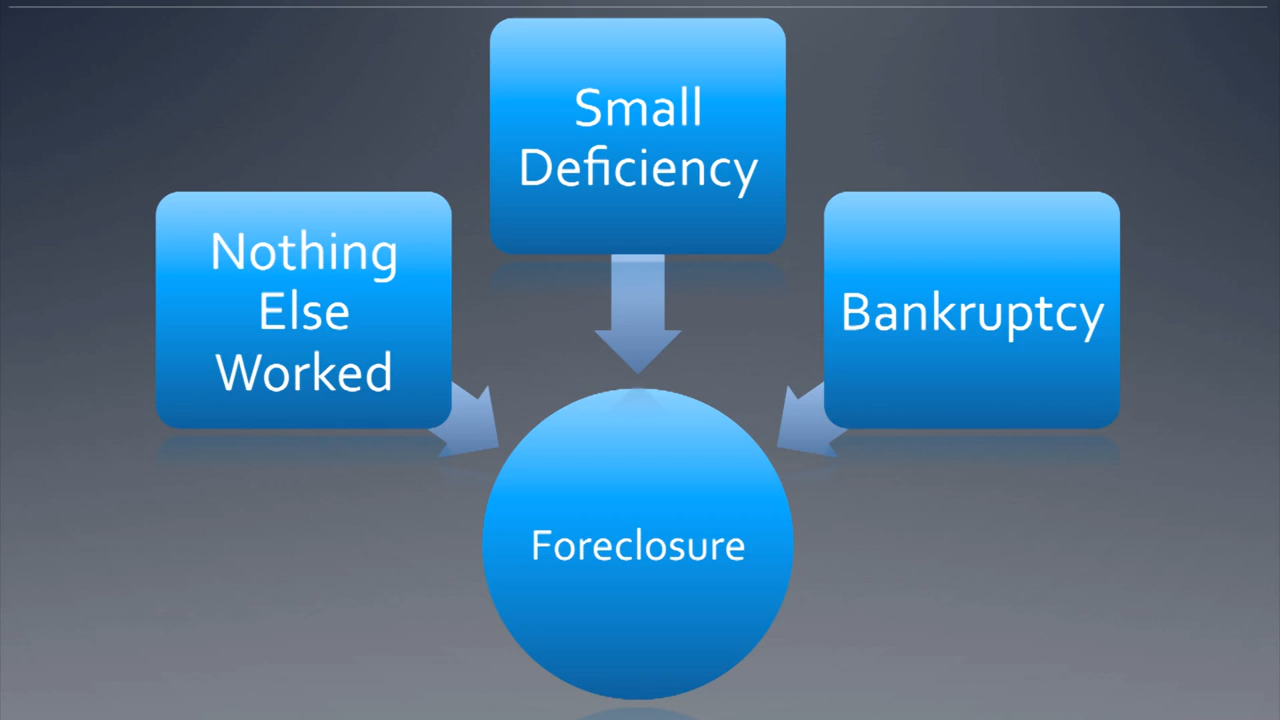 Small
Deficiency
Nothing
Else
Worked
Bankruptcy
Foreclosure